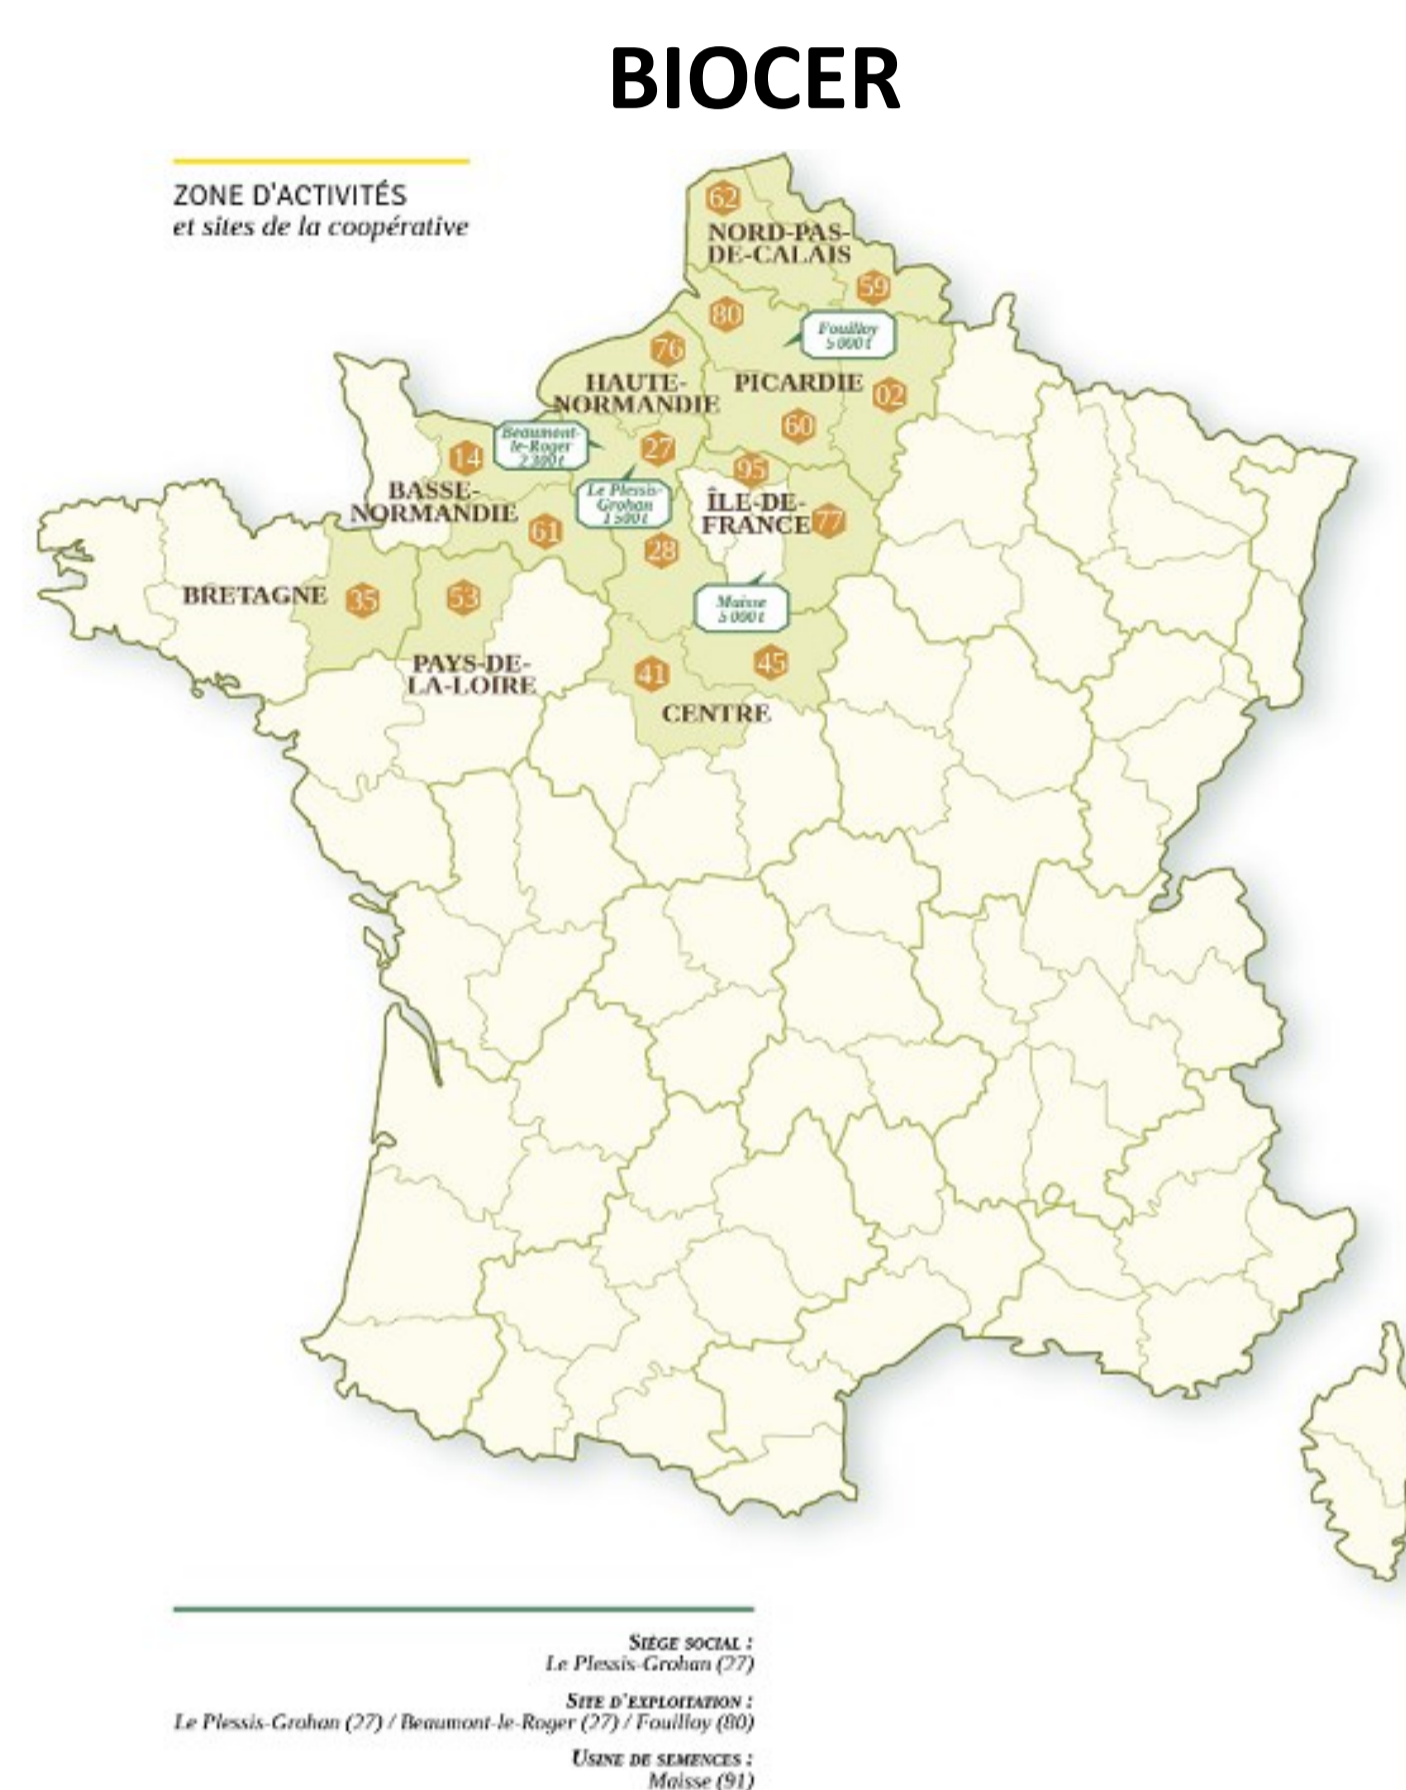 BIOCER
ZONE D'ACTIVITÉS
et sites de la coopérative
62
NORD-PAS-
DE-CALAIS
59
80
Fouilloy
5 000 t
76
HAUTE-
NORMANDIE
PICARDIE
02
60
Beaumont-
le-Roger
2 300 t
27
14
95
Le Plessis-
Grohan
1 500 t
BASSE-
NORMANDIE
ÎLE-DE-
FRANCE
77
61
28
BRETAGNE
35
53
Maisse
5 000 t
PAYS-DE-
LA-LOIRE
41
45
CENTRE
SIÈGE SOCIAL :
Le Plessis-Grohan (27)
SITE D'EXPLOITATION :
Le Plessis-Grohan (27) / Beaumont-le-Roger (27) / Fouilloy (80)
USINE DE SEMENCES :
Maisse (91)